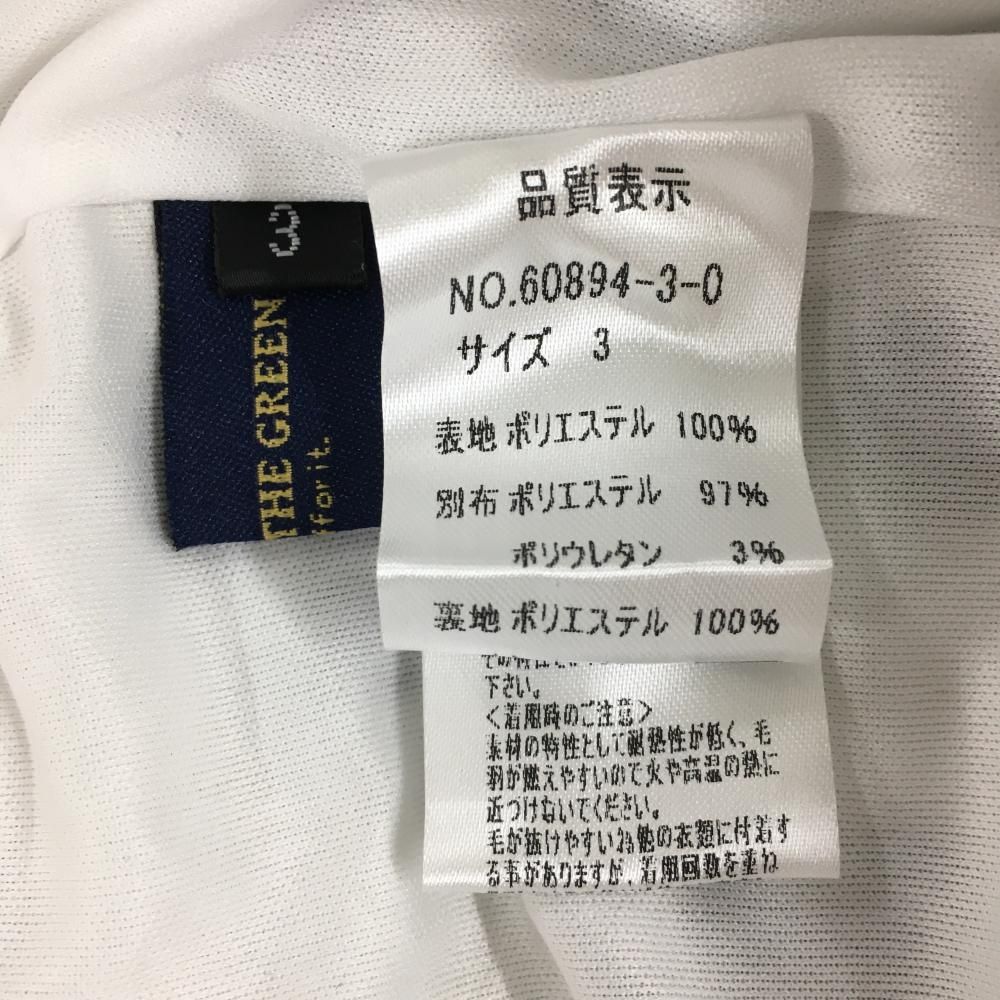 3
THE GREEN
for it.
品質表示
NO.60894-3-0
サイズ 3
表地 ポリエステル 100%
別布 ポリエステル 97%
ポリウレタン 3%
裏地 ポリエステル 100%
下さい。
<着用時のご注意>
素材の特性として耐熱性が低く、毛
羽が燃えやすいので火や高温の熱に
近づけないでください。
毛が抜けやすい為他の衣類に付着す
る事がありますが、着用回数を重ね